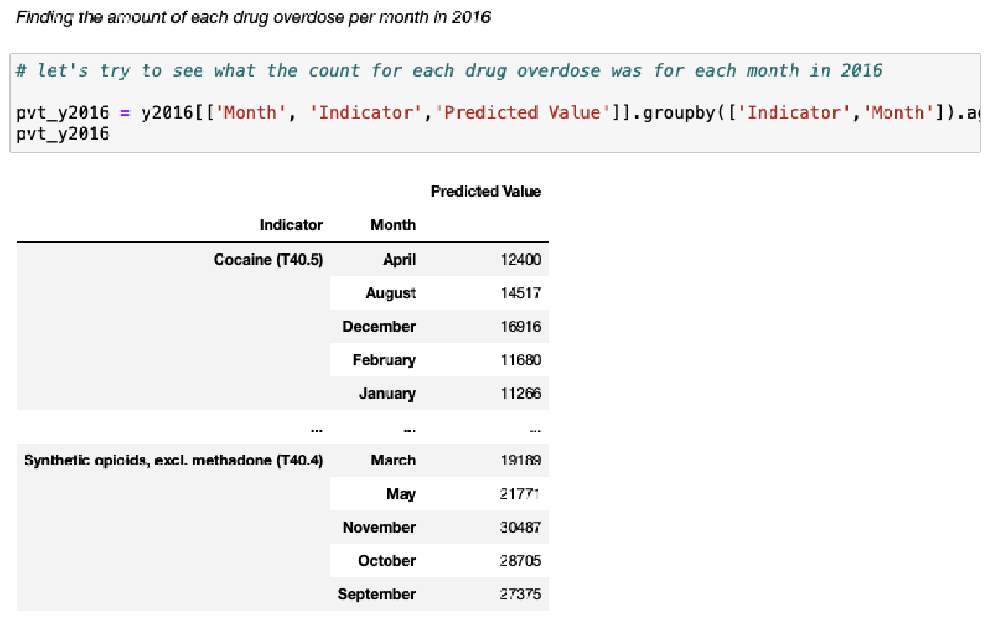 Finding the amount of each drug overdose per month in 2016
# let's try to see what the count for each drug overdose was for each month in 2016
pvt_y2016 = y2016[['Month', 'Indicator','Predicted Value']].groupby(['Indicator','Month']).a
pvt_y2016
Predicted Value
Indicator Month
Cocaine (T40.5) April 12400
August 14517
December 16916
February 11680
January 11266
... ... ...
Synthetic opioids, excl. methadone (T40.4) March 19189
May 21771
November 30487
October 28705
September 27375